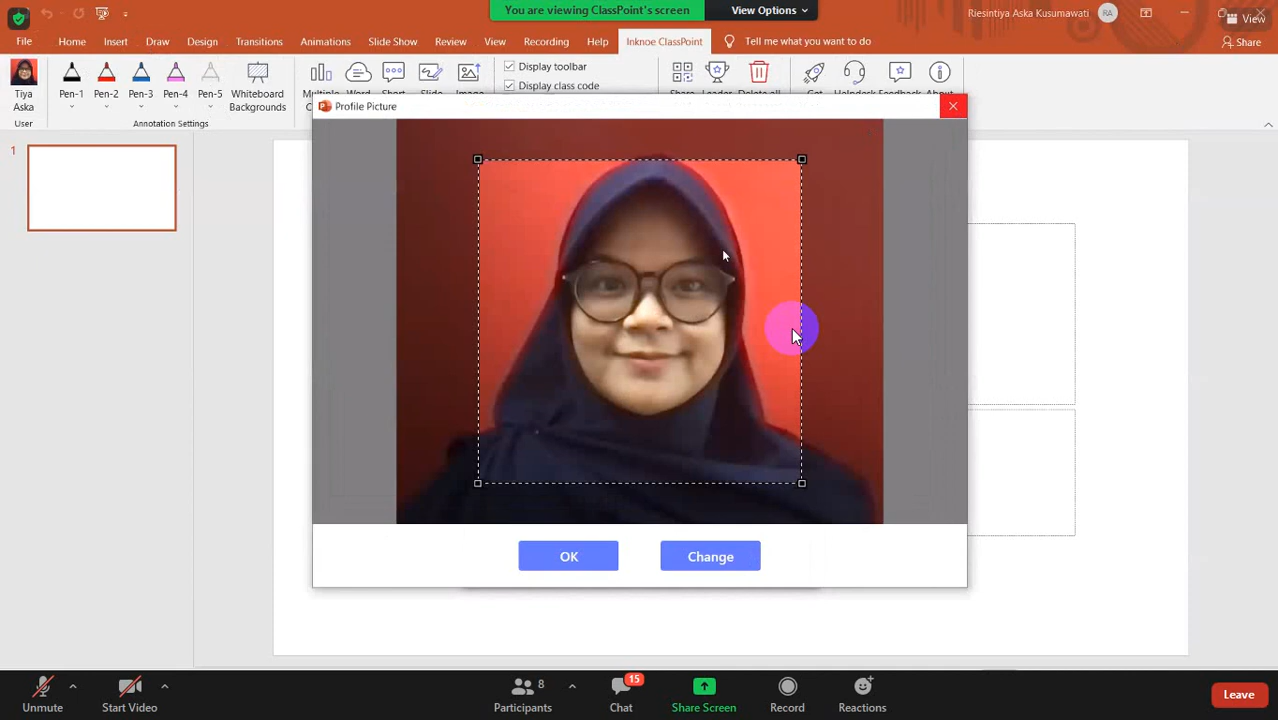 You are viewing ClassPoint's screen
View Options
Riesintiya Aska Kusumawati
RA
View
File
Home
Insert
Draw
Design
Transitions
Animations
Slide Show
Review
View
Recording
Help
Inknoe ClassPoint
Tell me what you want to do
Share
Tiya
Aska
User
Pen-1
Pen-2
Pen-3
Pen-4
Pen-5
Whiteboard
Backgrounds
Annotation Settings
Display toolbar
Display class code
Profile Picture
1
OK
Change
Unmute
Start Video
8
Participants
15
Chat
Share Screen
Record
Reactions
Leave